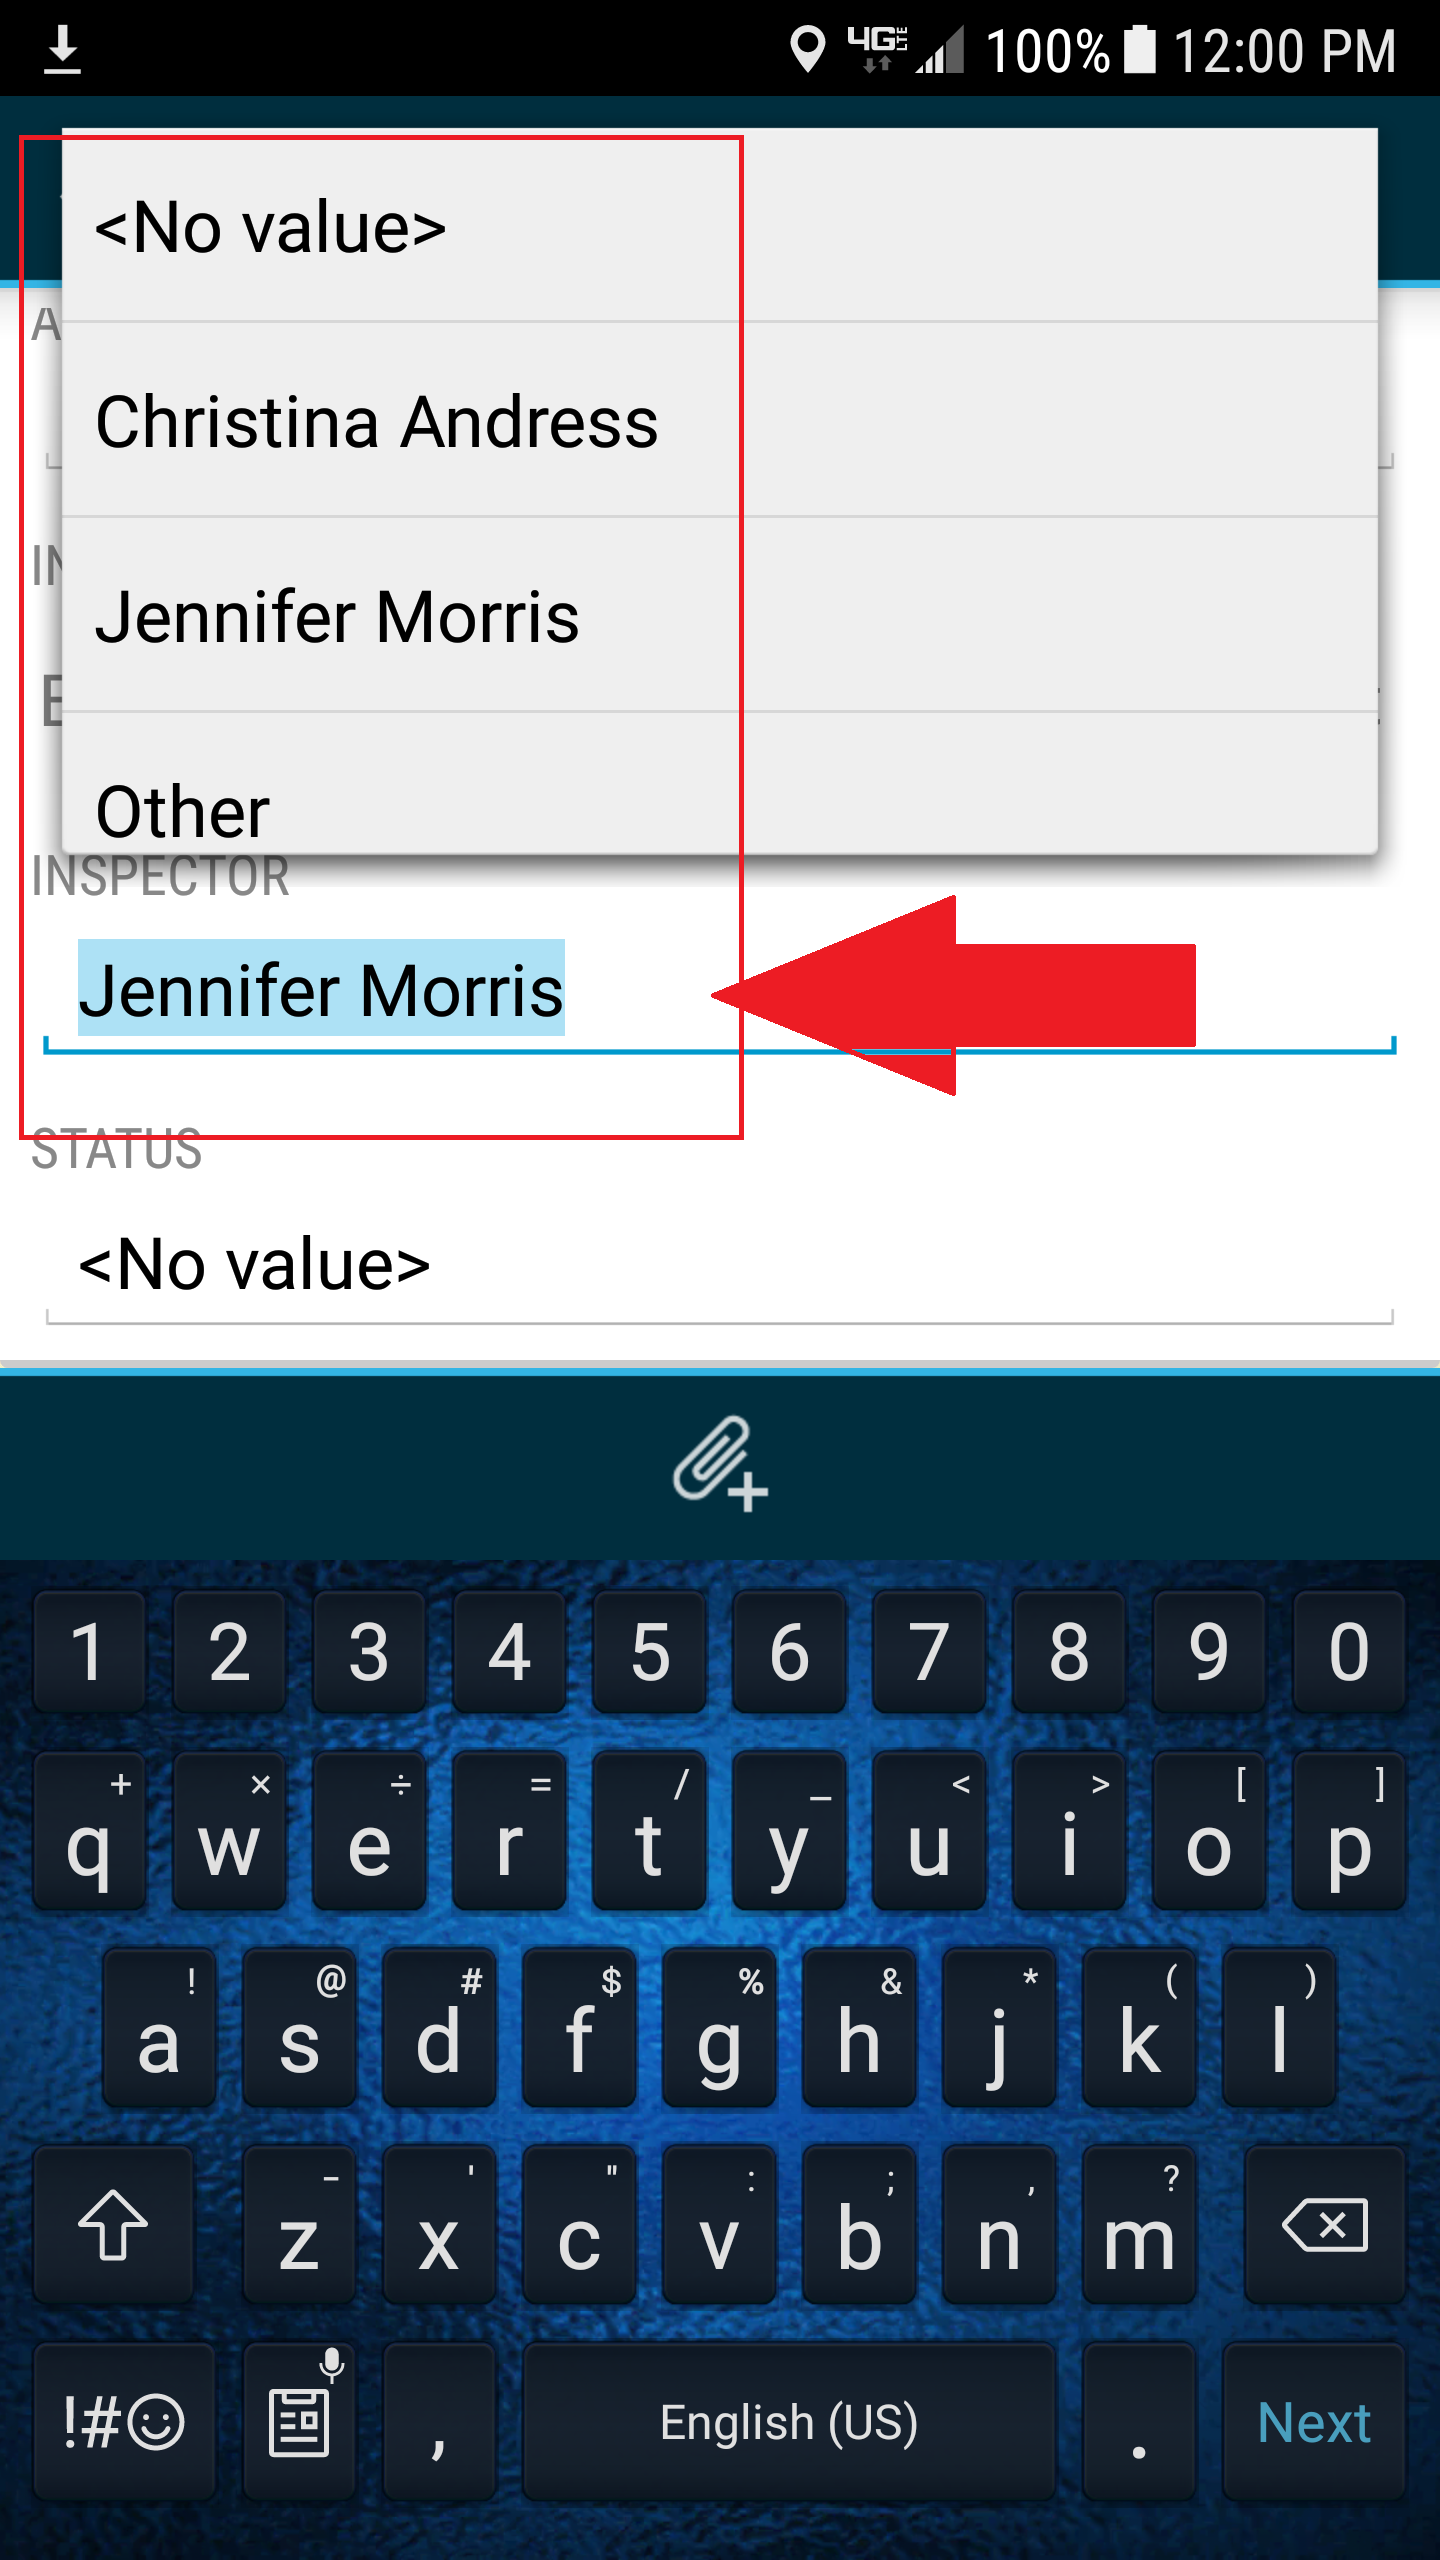 4G LTE 100% 12:00 PM
<No value>
A
Christina Andress
IN
Jennifer Morris
E
Other
INSPECTOR
Jennifer Morris
STATUS
<No value>
1 2 3 4 5 6 7 8 9 0
+ × ÷ = / _ < > [ ]
q w e r t y u i o p
! @ # $ % & * ( )
a s d f g h j k l
- ' " : ; , ?
z x c v b n m
!# , English (US) . Next